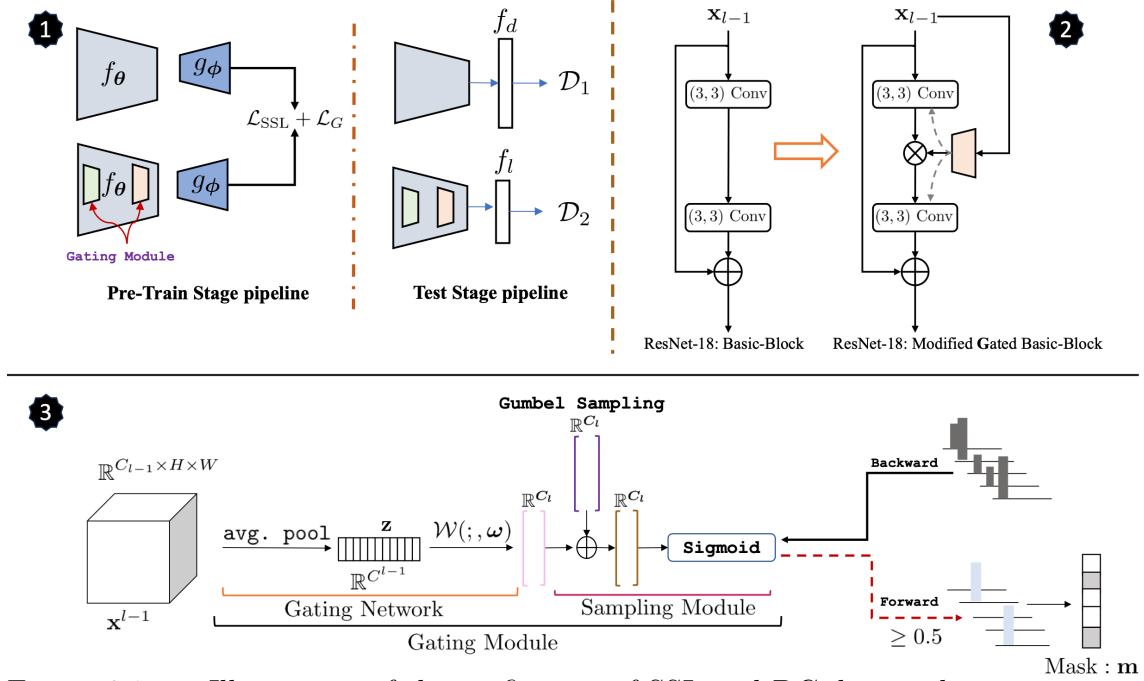 1
f_θ
g_ϕ
L_SSL + L_G
f_θ
g_ϕ
Gating Module
Pre-Train Stage pipeline
f_d
D_1
f_l
D_2
Test Stage pipeline
2
x_{l−1}
(3, 3) Conv
(3, 3) Conv
ResNet-18: Basic-Block
x_{l−1}
(3, 3) Conv
(3, 3) Conv
ResNet-18: Modified Gated Basic-Block
3
ℝ^{C_{l−1}×H×W}
x^{l−1}
avg. pool
z
ℝ^{C^{l−1}}
W(;, ω)
Gating Network
ℝ^{C_l}
Gumbel Sampling
ℝ^{C_l}
ℝ^{C_l}
Sigmoid
Sampling Module
Gating Module
Backward
Forward
≥ 0.5
Mask : m